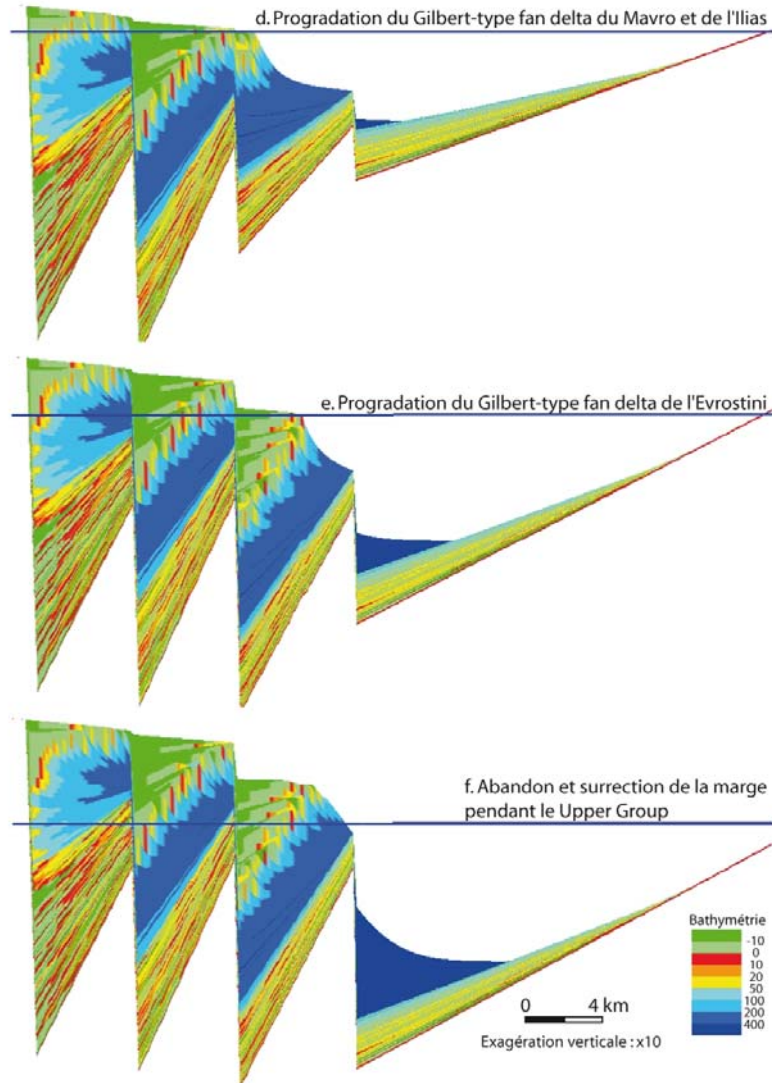 d. Progradation du Gilbert-type fan delta du Mavro et de l'Ilias
e. Progradation du Gilbert-type fan delta de l'Evrostini
f. Abandon et surrection de la marge
pendant le Upper Group
Bathymétrie
-10
0
10
20
50
100
200
400
0 4 km
Exagération verticale : x10